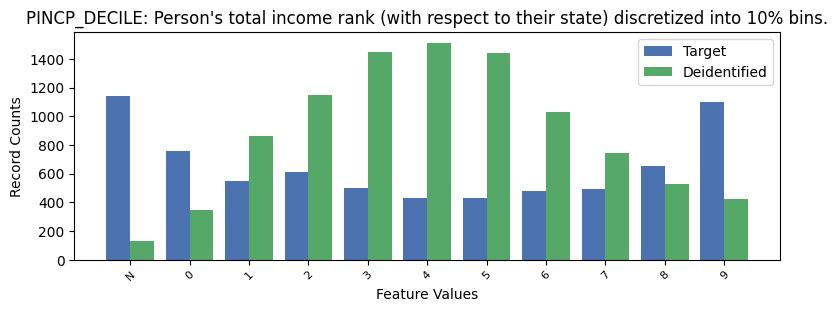 PINCP_DECILE: Person's total income rank (with respect to their state) discretized into 10% bins.
Target
Deidentified
Record Counts
1400
1200
1000
800
600
400
200
0
N 0 1 2 3 4 5 6 7 8 9
Feature Values